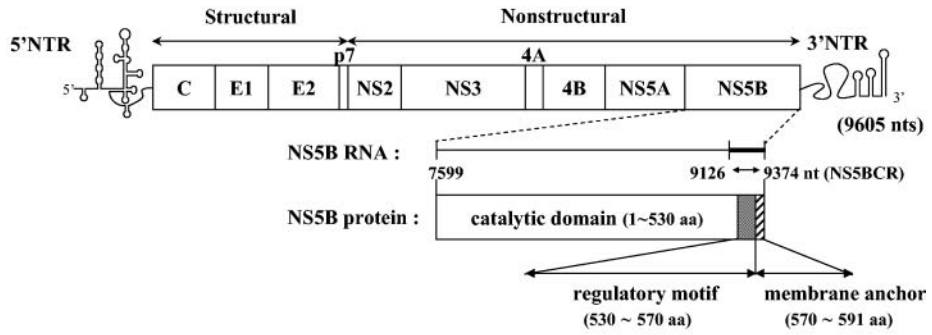 Structural
Nonstructural
5’NTR
p7
4A
3’NTR
5’
C
E1
E2
NS2
NS3
4B
NS5A
NS5B
3’
(9605 nts)
NS5B RNA :
7599
9126
9374 nt (NS5BCR)
NS5B protein :
catalytic domain (1~530 aa)
regulatory motif
membrane anchor
(530 ~ 570 aa)
(570 ~ 591 aa)